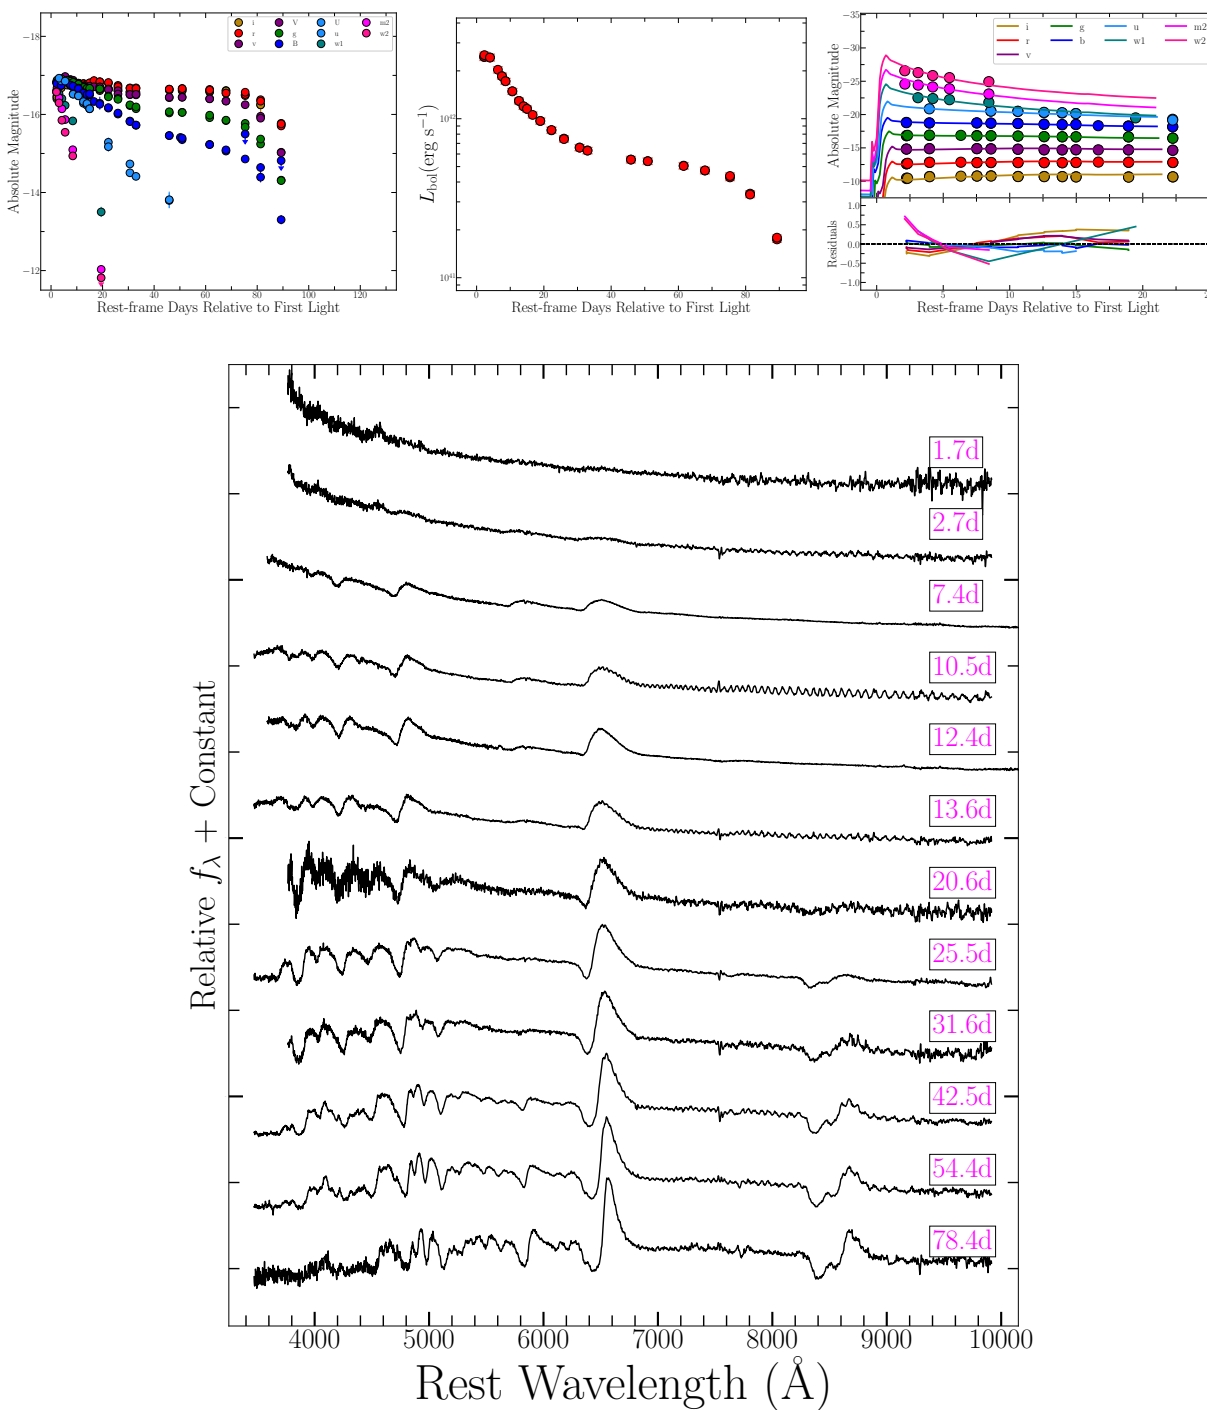 i V U m2
r g u w2
v B w1
Absolute Magnitude
−18
−16
−14
−12
0 20 40 60 80 100 120
Rest-frame Days Relative to First Light
L_bol(erg s⁻¹)
10⁴²
10⁴¹
0 20 40 60 80
Rest-frame Days Relative to First Light
i g u m2
r b w1 w2
v
Absolute Magnitude
−35
−30
−25
−20
−15
−10
Residuals
1.0
0.5
0.0
−0.5
−1.0
0 5 10 15 20 25
Rest-frame Days Relative to First Light
1.7d
2.7d
7.4d
10.5d
12.4d
13.6d
20.6d
25.5d
31.6d
42.5d
54.4d
78.4d
Relative f_λ + Constant
4000 5000 6000 7000 8000 9000 10000
Rest Wavelength (Å)